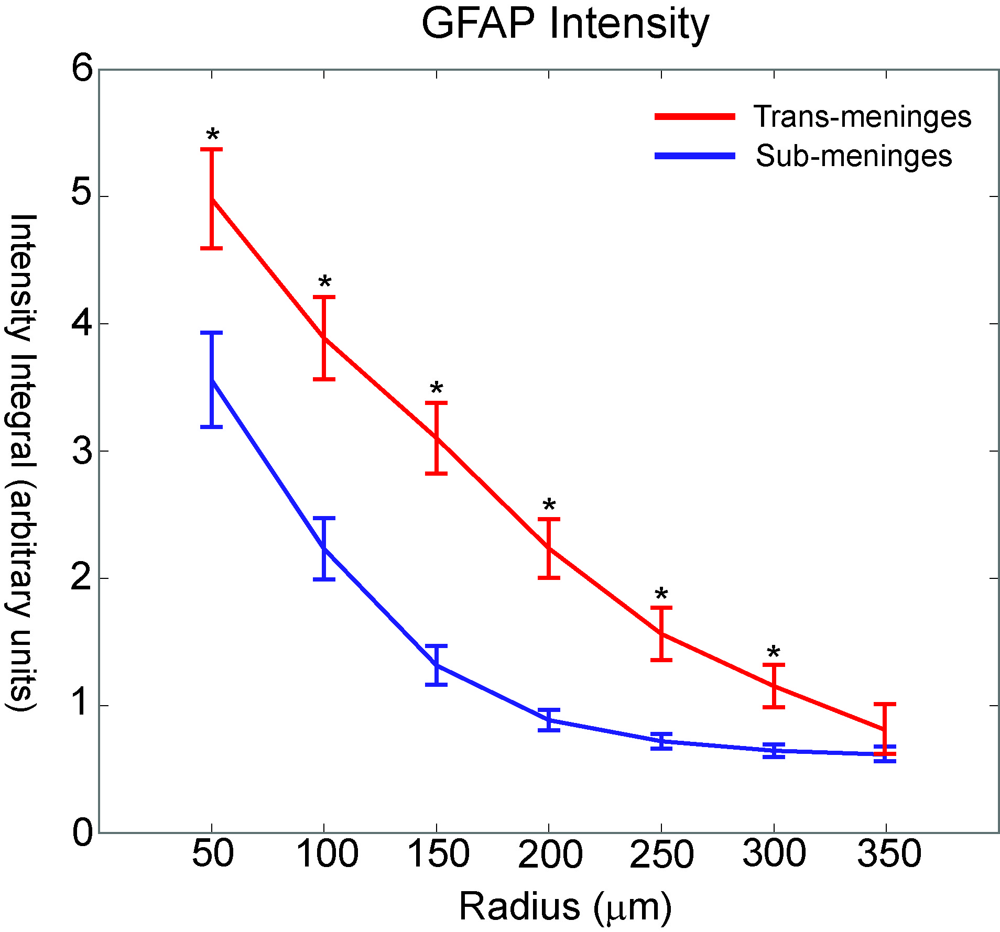 GFAP Intensity
6
5
4
3
2
1
0
Intensity Integral (arbitrary units)
Trans-meninges
Sub-meninges
*
*
*
*
*
*
50 100 150 200 250 300 350
Radius (μm)